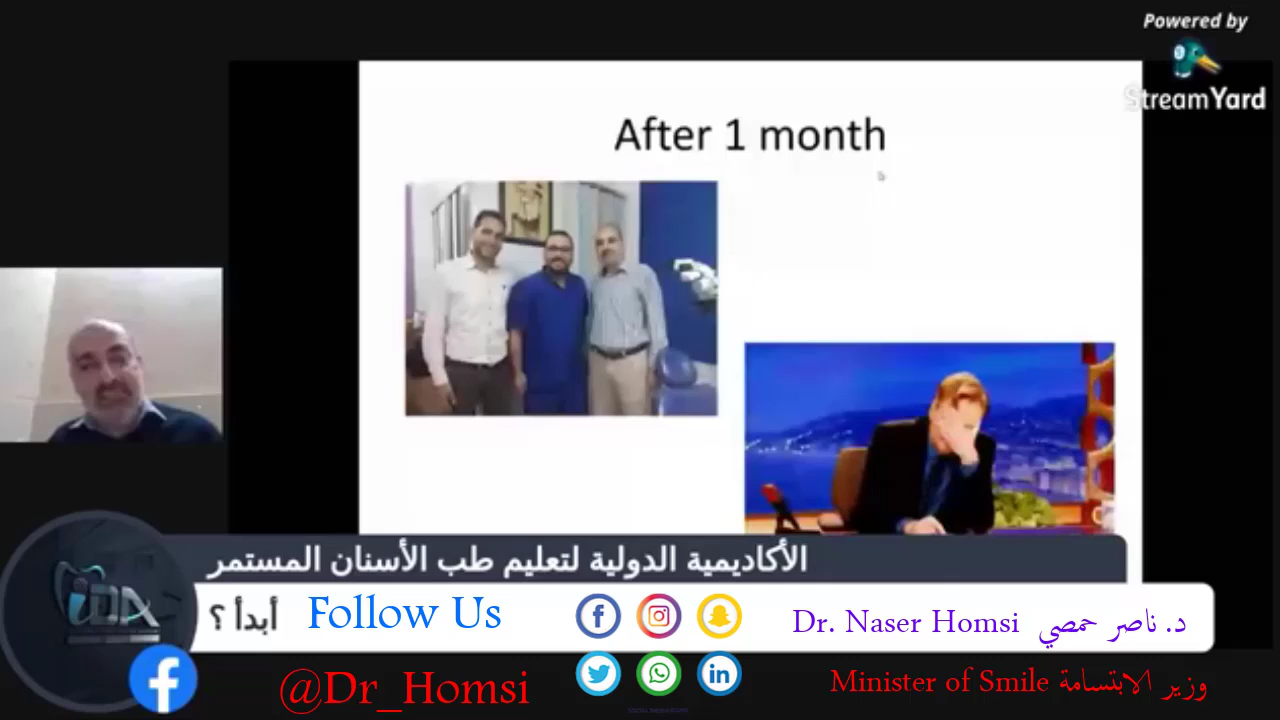 Powered by
StreamYard
After 1 month
الأكاديمية الدولية لتعليم طب الأسنان المستمر
أبدأ ؟
Follow Us
Dr. Naser Homsi د. ناصر حمصي
@Dr_Homsi
Minister of Smile وزير الابتسامة
iDA